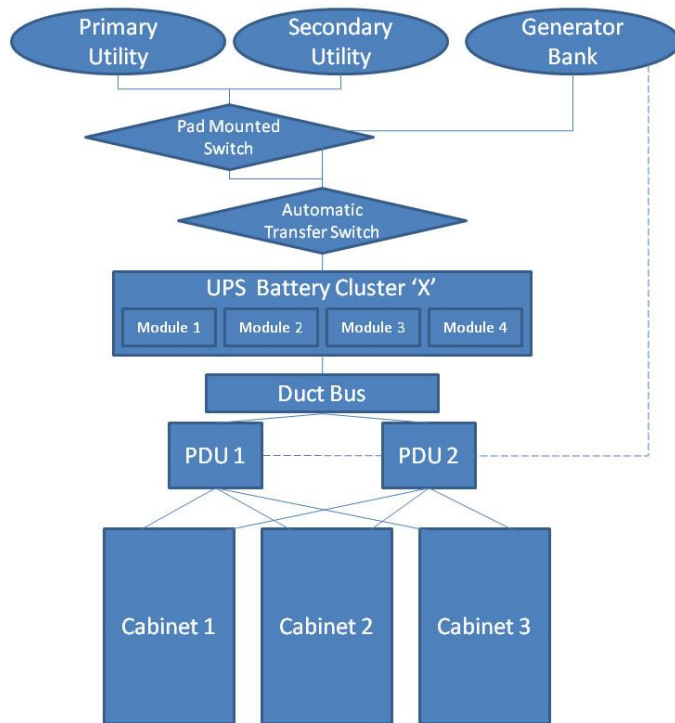 Primary
Utility
Secondary
Utility
Generator
Bank
Pad Mounted
Switch
Automatic
Transfer Switch
UPS Battery Cluster ‘X’
Module 1
Module 2
Module 3
Module 4
Duct Bus
PDU 1
PDU 2
Cabinet 1
Cabinet 2
Cabinet 3